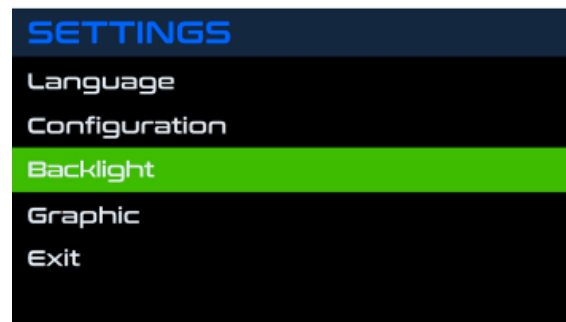 SETTINGS
Language
Configuration
Backlight
Graphic
Exit